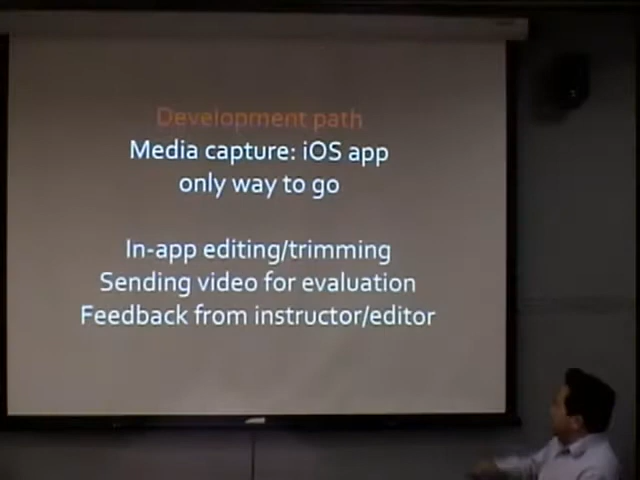 Development path
Media capture: iOS app
only way to go
In-app editing/trimming
Sending video for evaluation
Feedback from instructor/editor